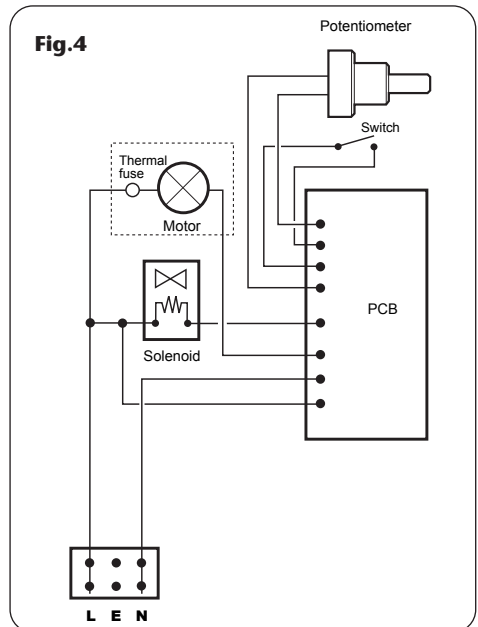 Fig.4
Potentiometer
Switch
Thermal
fuse
Motor
Solenoid
PCB
L E N